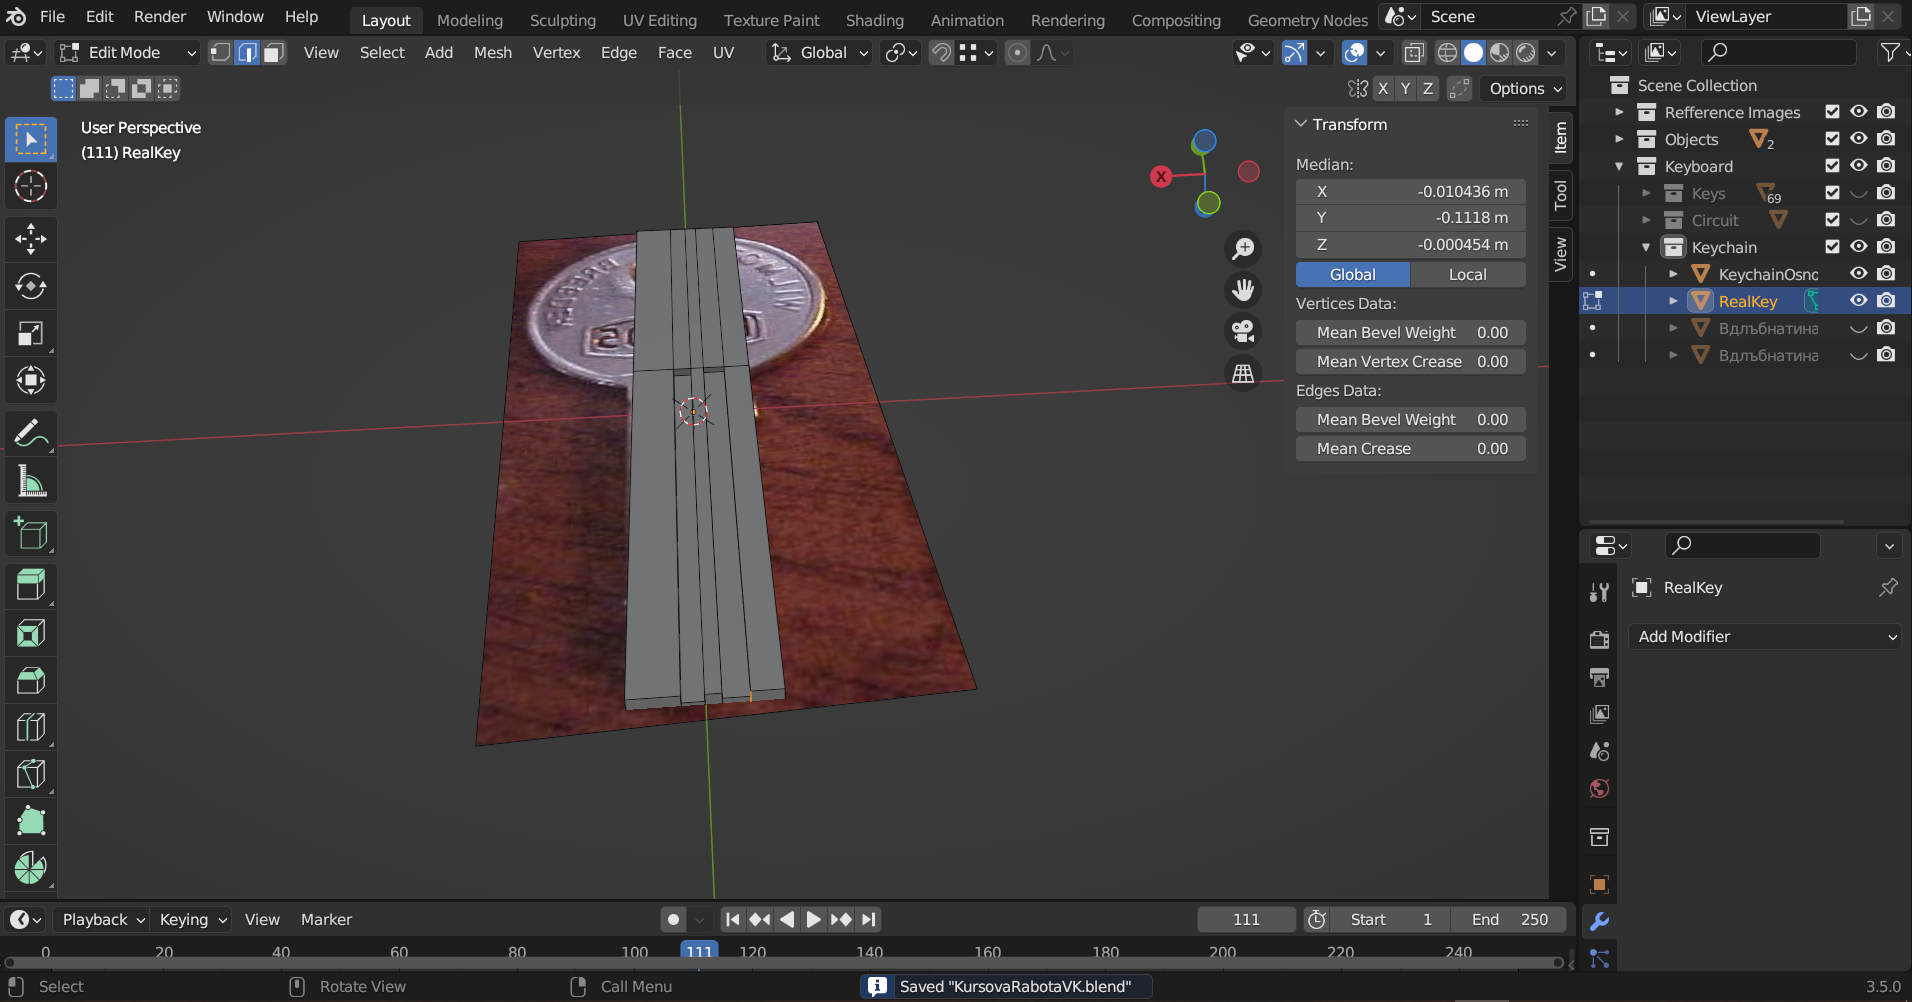 File Edit Render Window Help Layout Modeling Sculpting UV Editing Texture Paint Shading Animation Rendering Compositing Geometry Nodes Scene ViewLayer
Edit Mode View Select Add Mesh Vertex Edge Face UV Global
X Y Z Options
User Perspective
(111) RealKey
X
Transform
Median:
X -0.010436 m
Y -0.1118 m
Z -0.000454 m
Global Local
Vertices Data:
Mean Bevel Weight 0.00
Mean Vertex Crease 0.00
Edges Data:
Mean Bevel Weight 0.00
Mean Crease 0.00
Item
Tool
View
Scene Collection
Refference Images
Objects 2
Keyboard
Keys 69
Circuit
Keychain
KeychainOsno
RealKey
Вдлъбнатина
Вдлъбнатина
RealKey
Add Modifier
Playback Keying View Marker 111 Start 1 End 250
0 20 40 60 80 100 111 120 140 160 180 200 220 240
Select Rotate View Call Menu Saved "KursovaRabotaVK.blend" 3.5.0